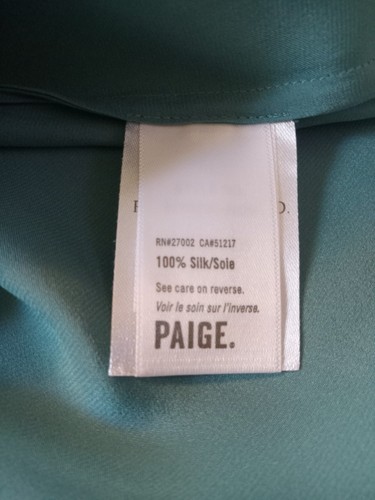 RN#27002 CA#51217
100% Silk/Soie
See care on reverse.
Voir le soin sur l'inverse.
PAIGE.